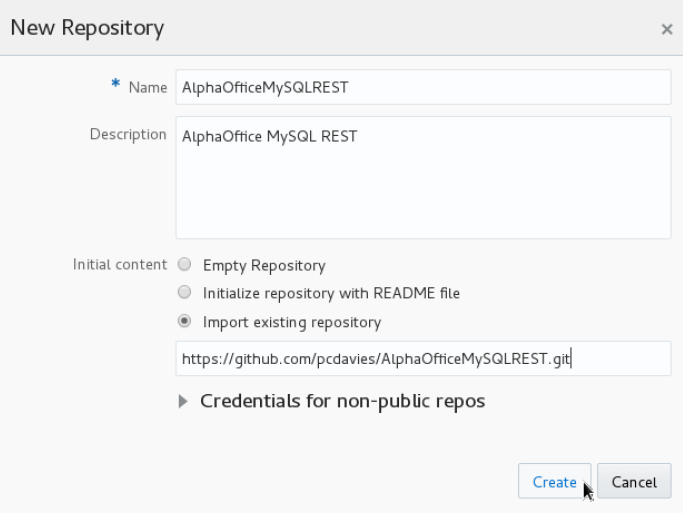 New Repository ×
* Name AlphaOfficeMySQLREST
Description AlphaOffice MySQL REST
Initial content Empty Repository
Initialize repository with README file
Import existing repository
https://github.com/pcdavies/AlphaOfficeMySQLREST.git
Credentials for non-public repos
Create Cancel